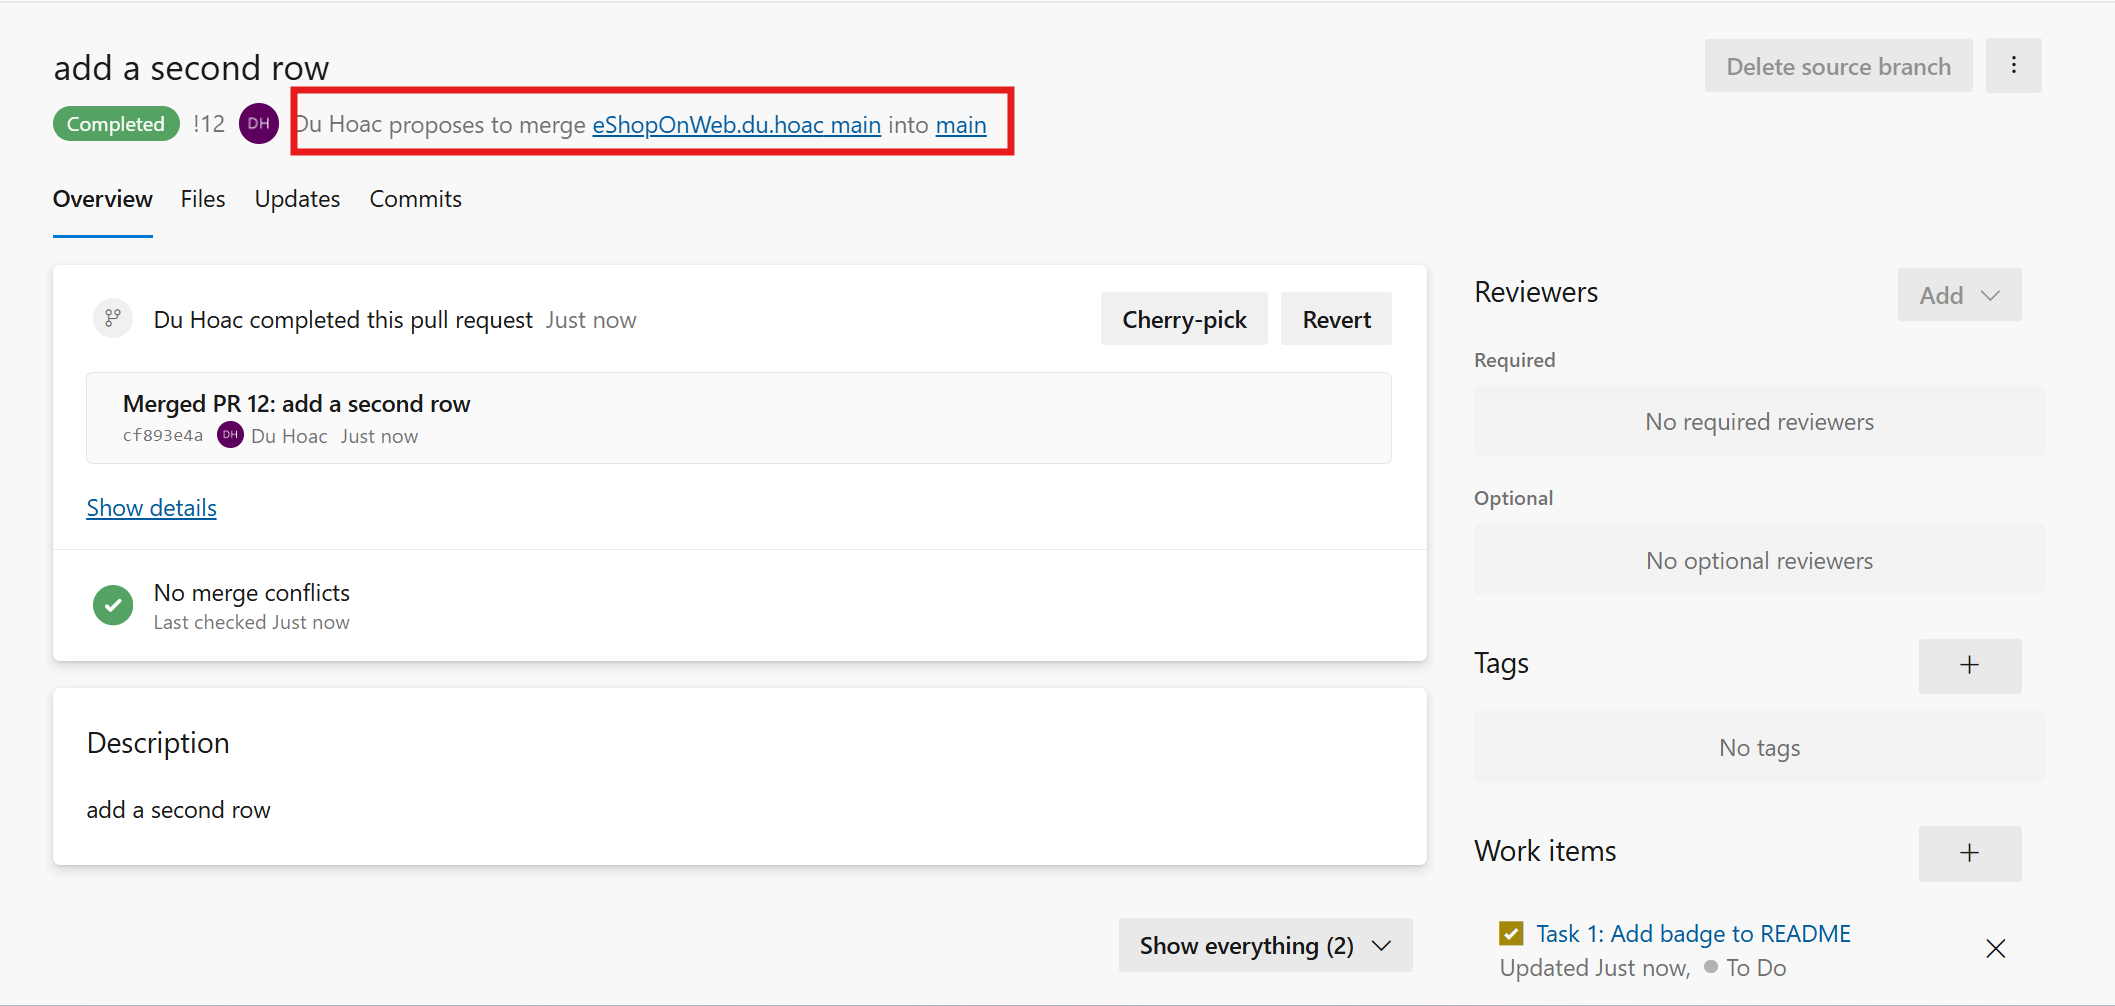 add a second row
Delete source branch
Completed !12 DH Du Hoac proposes to merge eShopOnWeb.du.hoac main into main
Overview Files Updates Commits
Du Hoac completed this pull request Just now
Cherry-pick Revert
Merged PR 12: add a second row
cf893e4a DH Du Hoac Just now
Show details
No merge conflicts
Last checked Just now
Description
add a second row
Show everything (2)
Reviewers
Add
Required
No required reviewers
Optional
No optional reviewers
Tags
No tags
Work items
Task 1: Add badge to README
Updated Just now, To Do